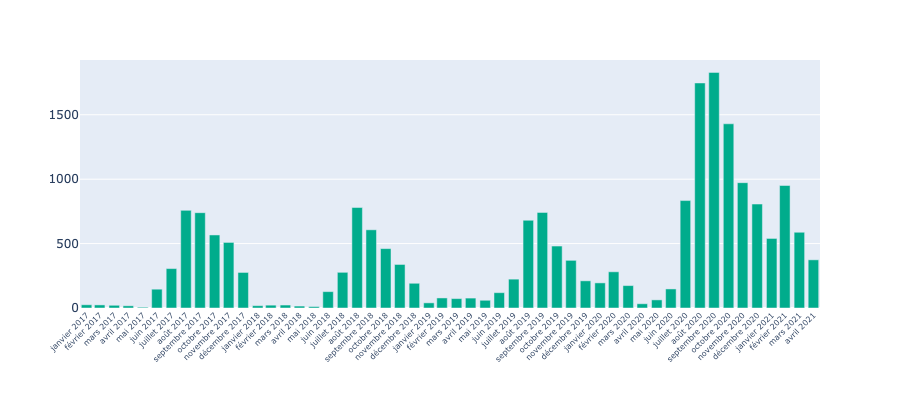 1500
1000
500
0
janvier 2017
février 2017
mars 2017
avril 2017
mai 2017
juin 2017
juillet 2017
août 2017
septembre 2017
octobre 2017
novembre 2017
décembre 2017
janvier 2018
février 2018
mars 2018
avril 2018
mai 2018
juin 2018
juillet 2018
août 2018
septembre 2018
octobre 2018
novembre 2018
décembre 2018
janvier 2019
février 2019
mars 2019
avril 2019
mai 2019
juin 2019
juillet 2019
août 2019
septembre 2019
octobre 2019
novembre 2019
décembre 2019
janvier 2020
février 2020
mars 2020
avril 2020
mai 2020
juin 2020
juillet 2020
août 2020
septembre 2020
octobre 2020
novembre 2020
décembre 2020
janvier 2021
février 2021
mars 2021
avril 2021